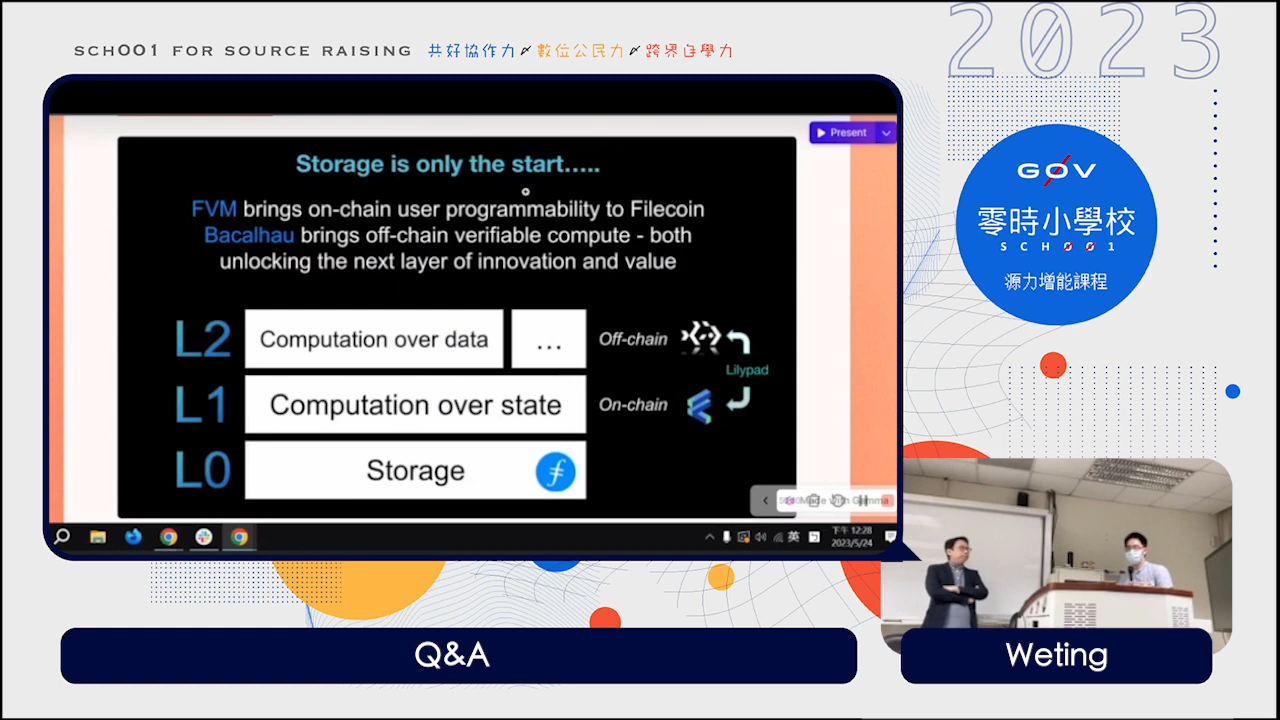 2023
SCH001 FOR SOURCE RAISING 共好協作力 數位公民力 跨界自學力
Present
Storage is only the start.....
FVM brings on-chain user programmability to Filecoin
Bacalhau brings off-chain verifiable compute - both
unlocking the next layer of innovation and value
L2 Computation over data ... Off-chain
Lilypad
L1 Computation over state On-chain
L0 Storage
Made with Gamma
英 下午 12:28
2023/5/24
G0V
零時小學校
SCH001
源力增能課程
Q&A
Weting